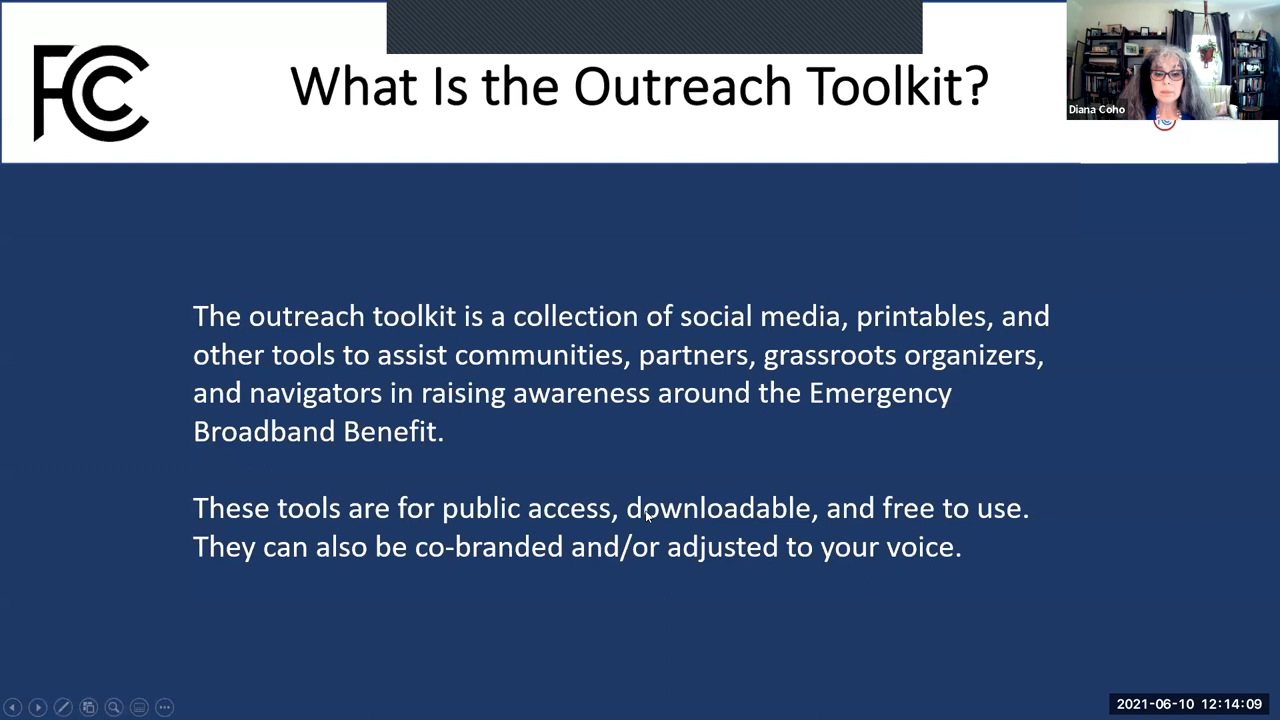 FCC
What Is the Outreach Toolkit?
Diana Coho
The outreach toolkit is a collection of social media, printables, and
other tools to assist communities, partners, grassroots organizers,
and navigators in raising awareness around the Emergency
Broadband Benefit.
These tools are for public access, downloadable, and free to use.
They can also be co-branded and/or adjusted to your voice.
2021-06-10 12:14:09